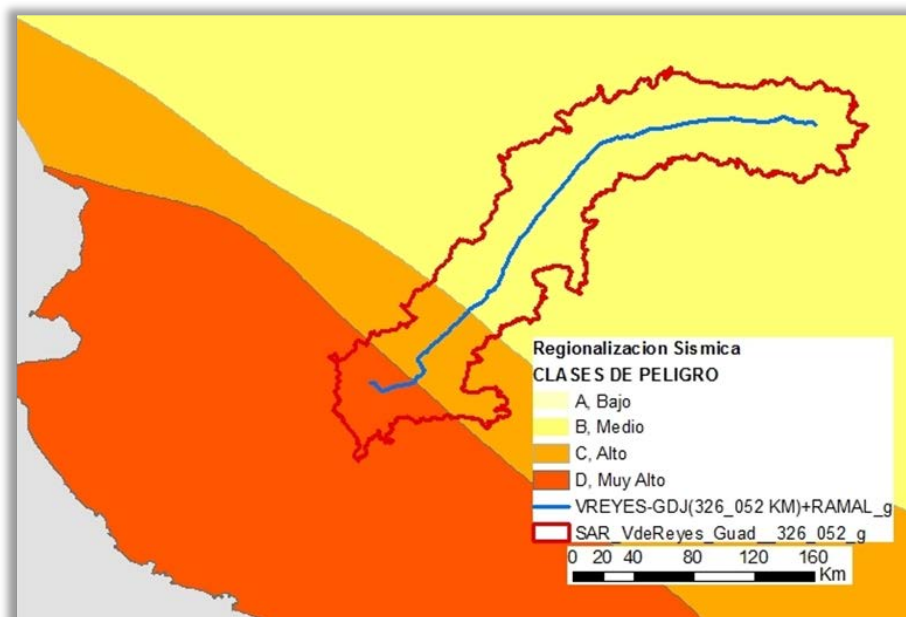 Regionalizacion Sismica
CLASES DE PELIGRO
A, Bajo
B, Medio
C, Alto
D, Muy Alto
VREYES-GDJ(326_052 KM)+RAMAL_g
SAR_VdeReyes_Guad__326_052_g
0 20 40 80 120 160
Km